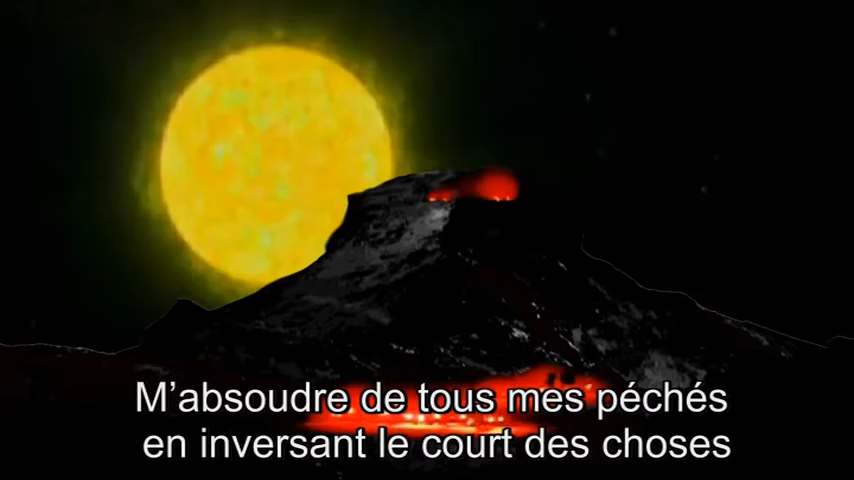 M’absoudre de tous mes péchés
en inversant le court des choses